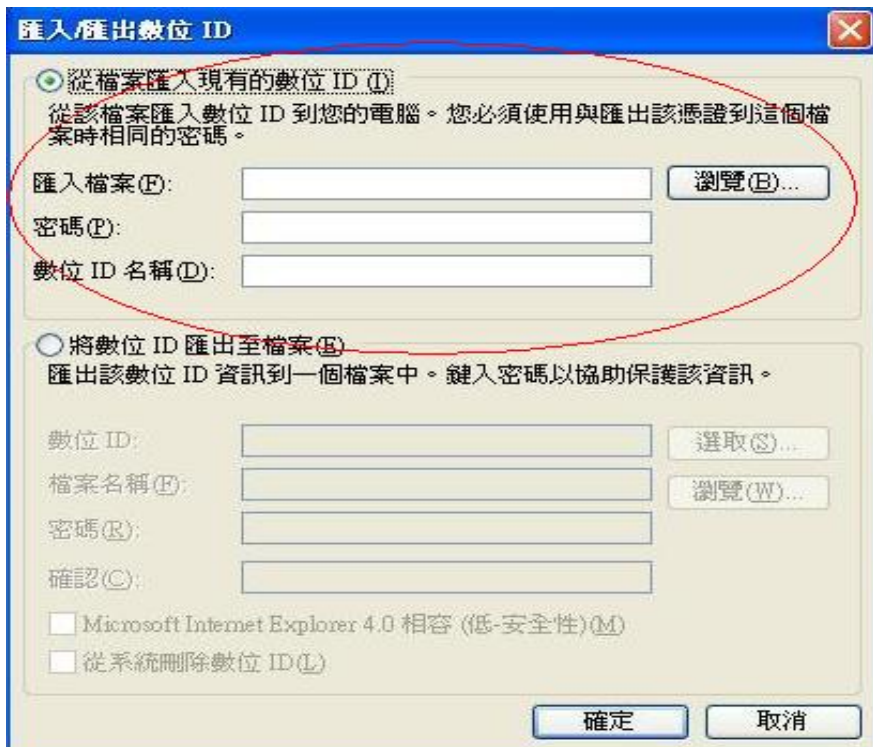 匯入/匯出數位 ID
從檔案匯入現有的數位 ID (I)
從該檔案匯入數位 ID 到您的電腦。您必須使用與匯出該憑證到這個檔
案時相同的密碼。
匯入檔案(F): 瀏覽(B)...
密碼(P):
數位 ID 名稱(D):
將數位 ID 匯出至檔案(E)
匯出該數位 ID 資訊到一個檔案中。鍵入密碼以協助保護該資訊。
數位 ID: 選取(S)...
檔案名稱(F): 瀏覽(W)...
密碼(R):
確認(C):
Microsoft Internet Explorer 4.0 相容 (低-安全性)(M)
從系統刪除數位 ID(L)
確定 取消